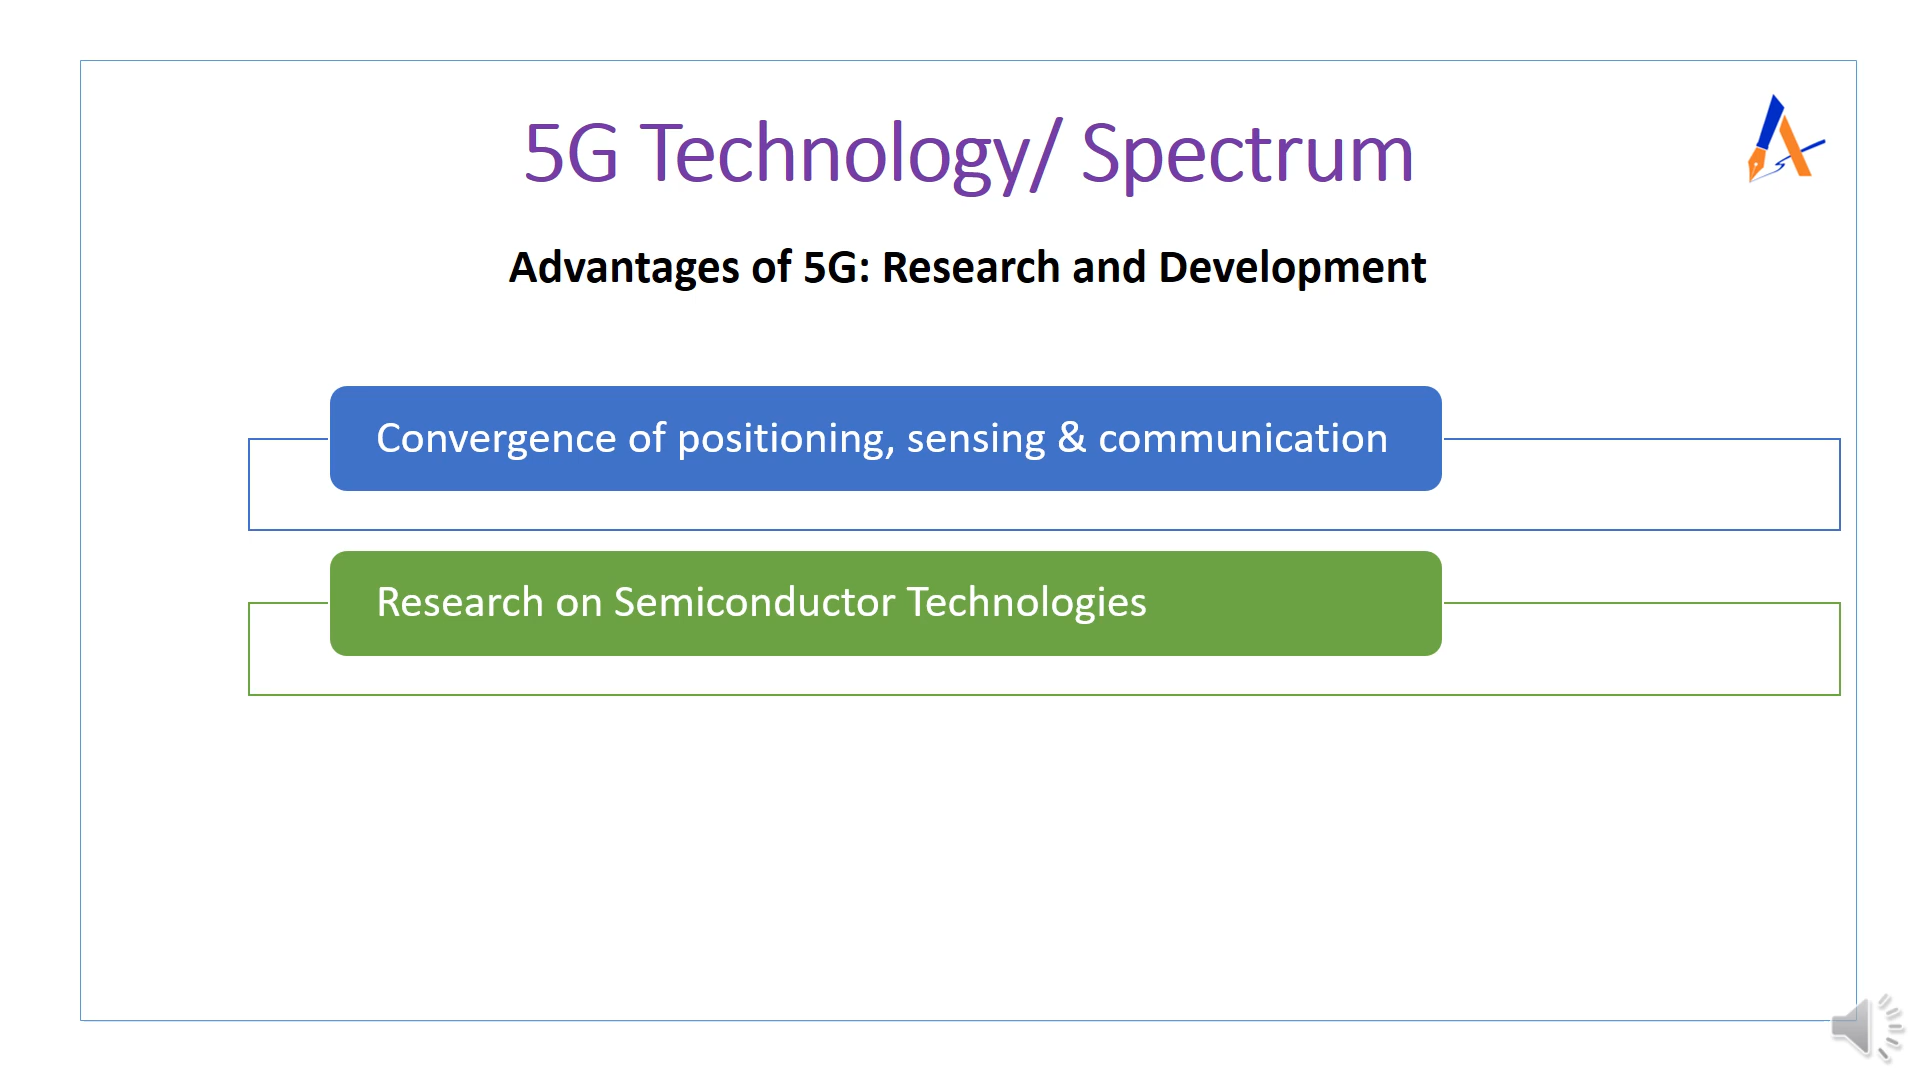 5G Technology/ Spectrum
Advantages of 5G: Research and Development
Convergence of positioning, sensing & communication
Research on Semiconductor Technologies